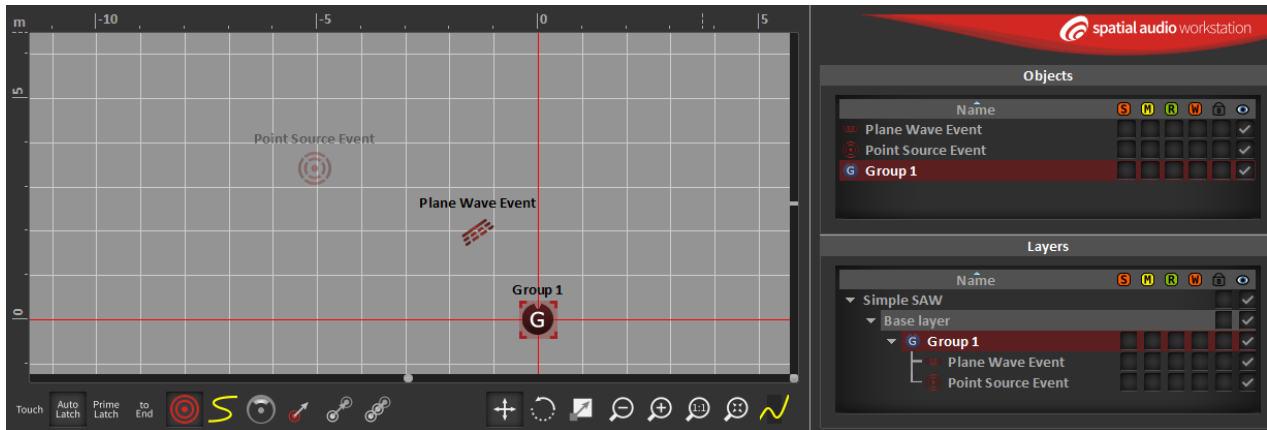 m -10 -5 0 5
5
0
Point Source Event
Plane Wave Event
Group 1
G
Touch Auto Latch Prime Latch to End 1:1
spatial audio workstation
Objects
Name S M R W
Plane Wave Event
Point Source Event
G Group 1
Layers
Name S M R W
Simple SAW
Base layer
G Group 1
Plane Wave Event
Point Source Event